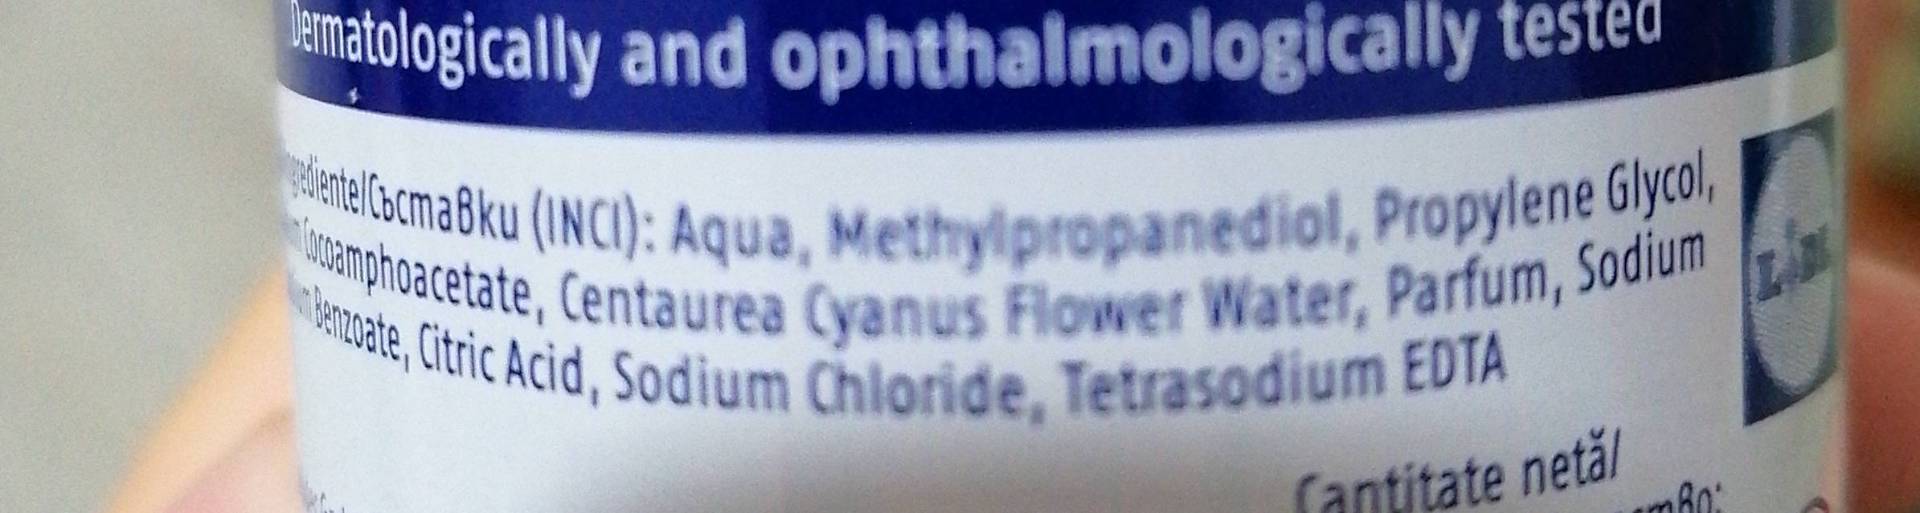 Dermatologically and ophthalmologically tested
Ingrediente/Съставки (INCI): Aqua, Methylpropanediol, Propylene Glycol,
Cocoamphoacetate, Centaurea Cyanus Flower Water, Parfum, Sodium
Benzoate, Citric Acid, Sodium Chloride, Tetrasodium EDTA
Cantitate netă/